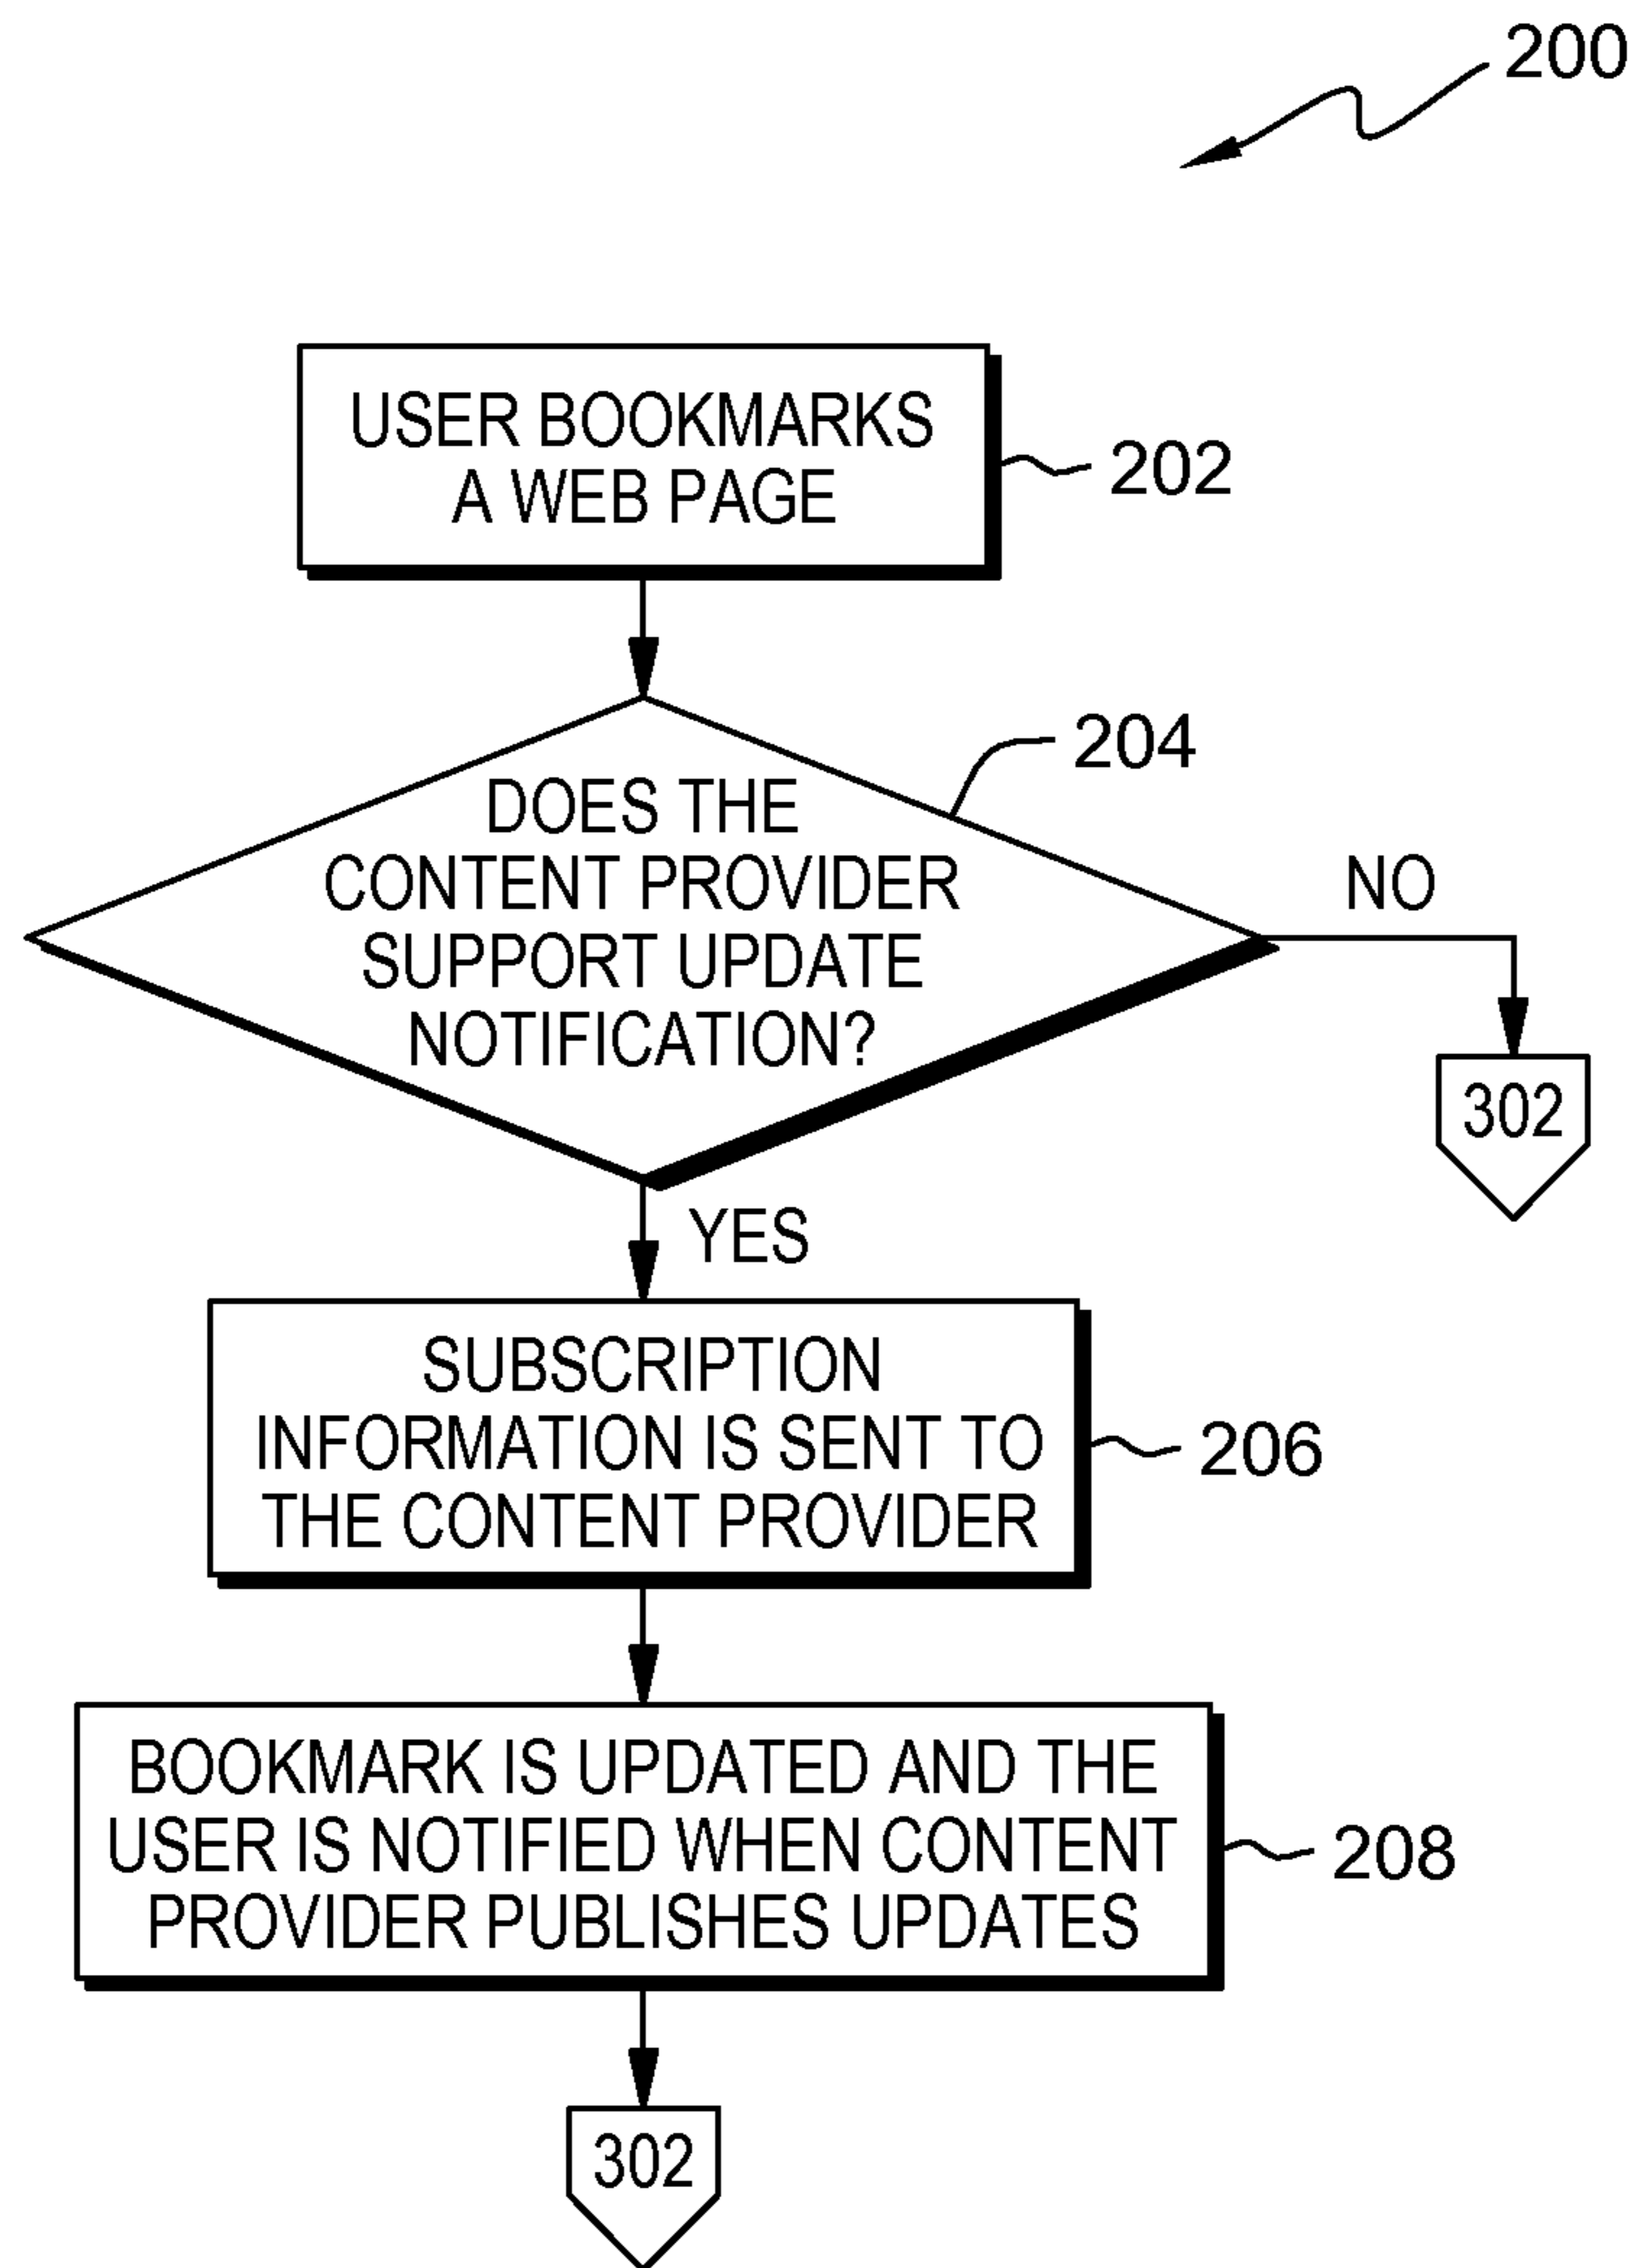 200
USER BOOKMARKS
A WEB PAGE
202
204
DOES THE
CONTENT PROVIDER
SUPPORT UPDATE
NOTIFICATION?
NO
302
YES
SUBSCRIPTION
INFORMATION IS SENT TO
THE CONTENT PROVIDER
206
BOOKMARK IS UPDATED AND THE
USER IS NOTIFIED WHEN CONTENT
PROVIDER PUBLISHES UPDATES
208
302